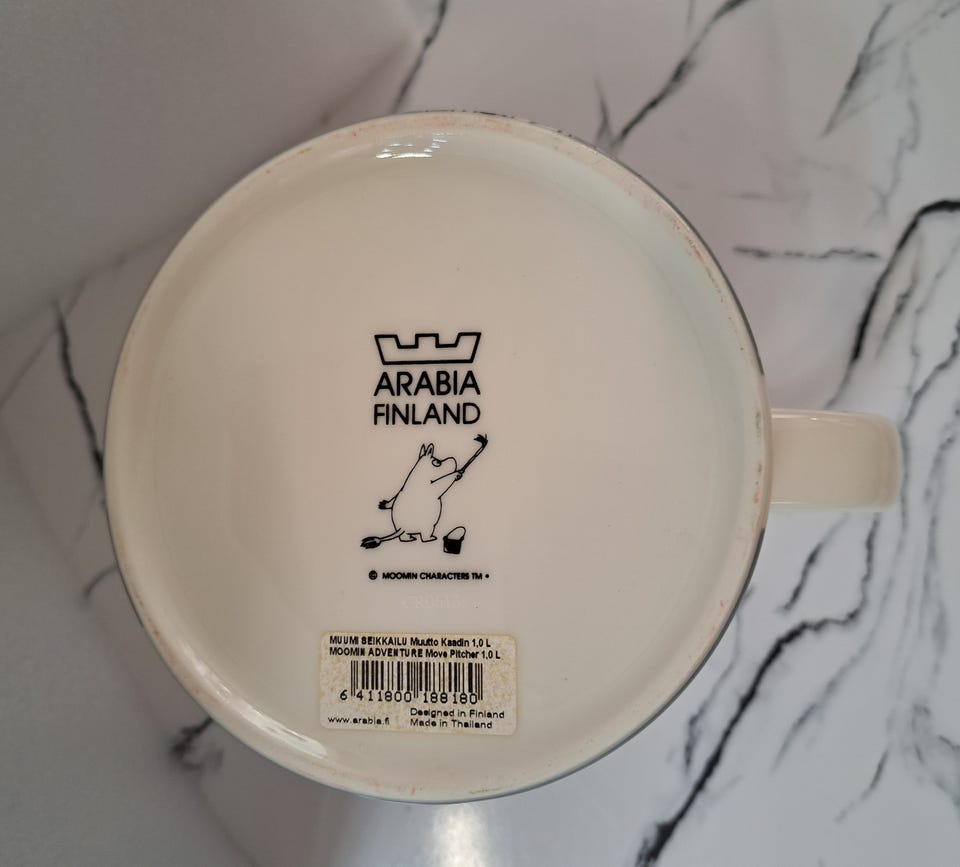 ARABIA
FINLAND
© MOOMIN CHARACTERS TM •
MUUMI SEIKKAILU Muutto Kaadin 1,0 L
MOOMIN ADVENTURE Move Pitcher 1,0 L
6 411800 188180
Designed in Finland
www.arabia.fi Made in Thailand